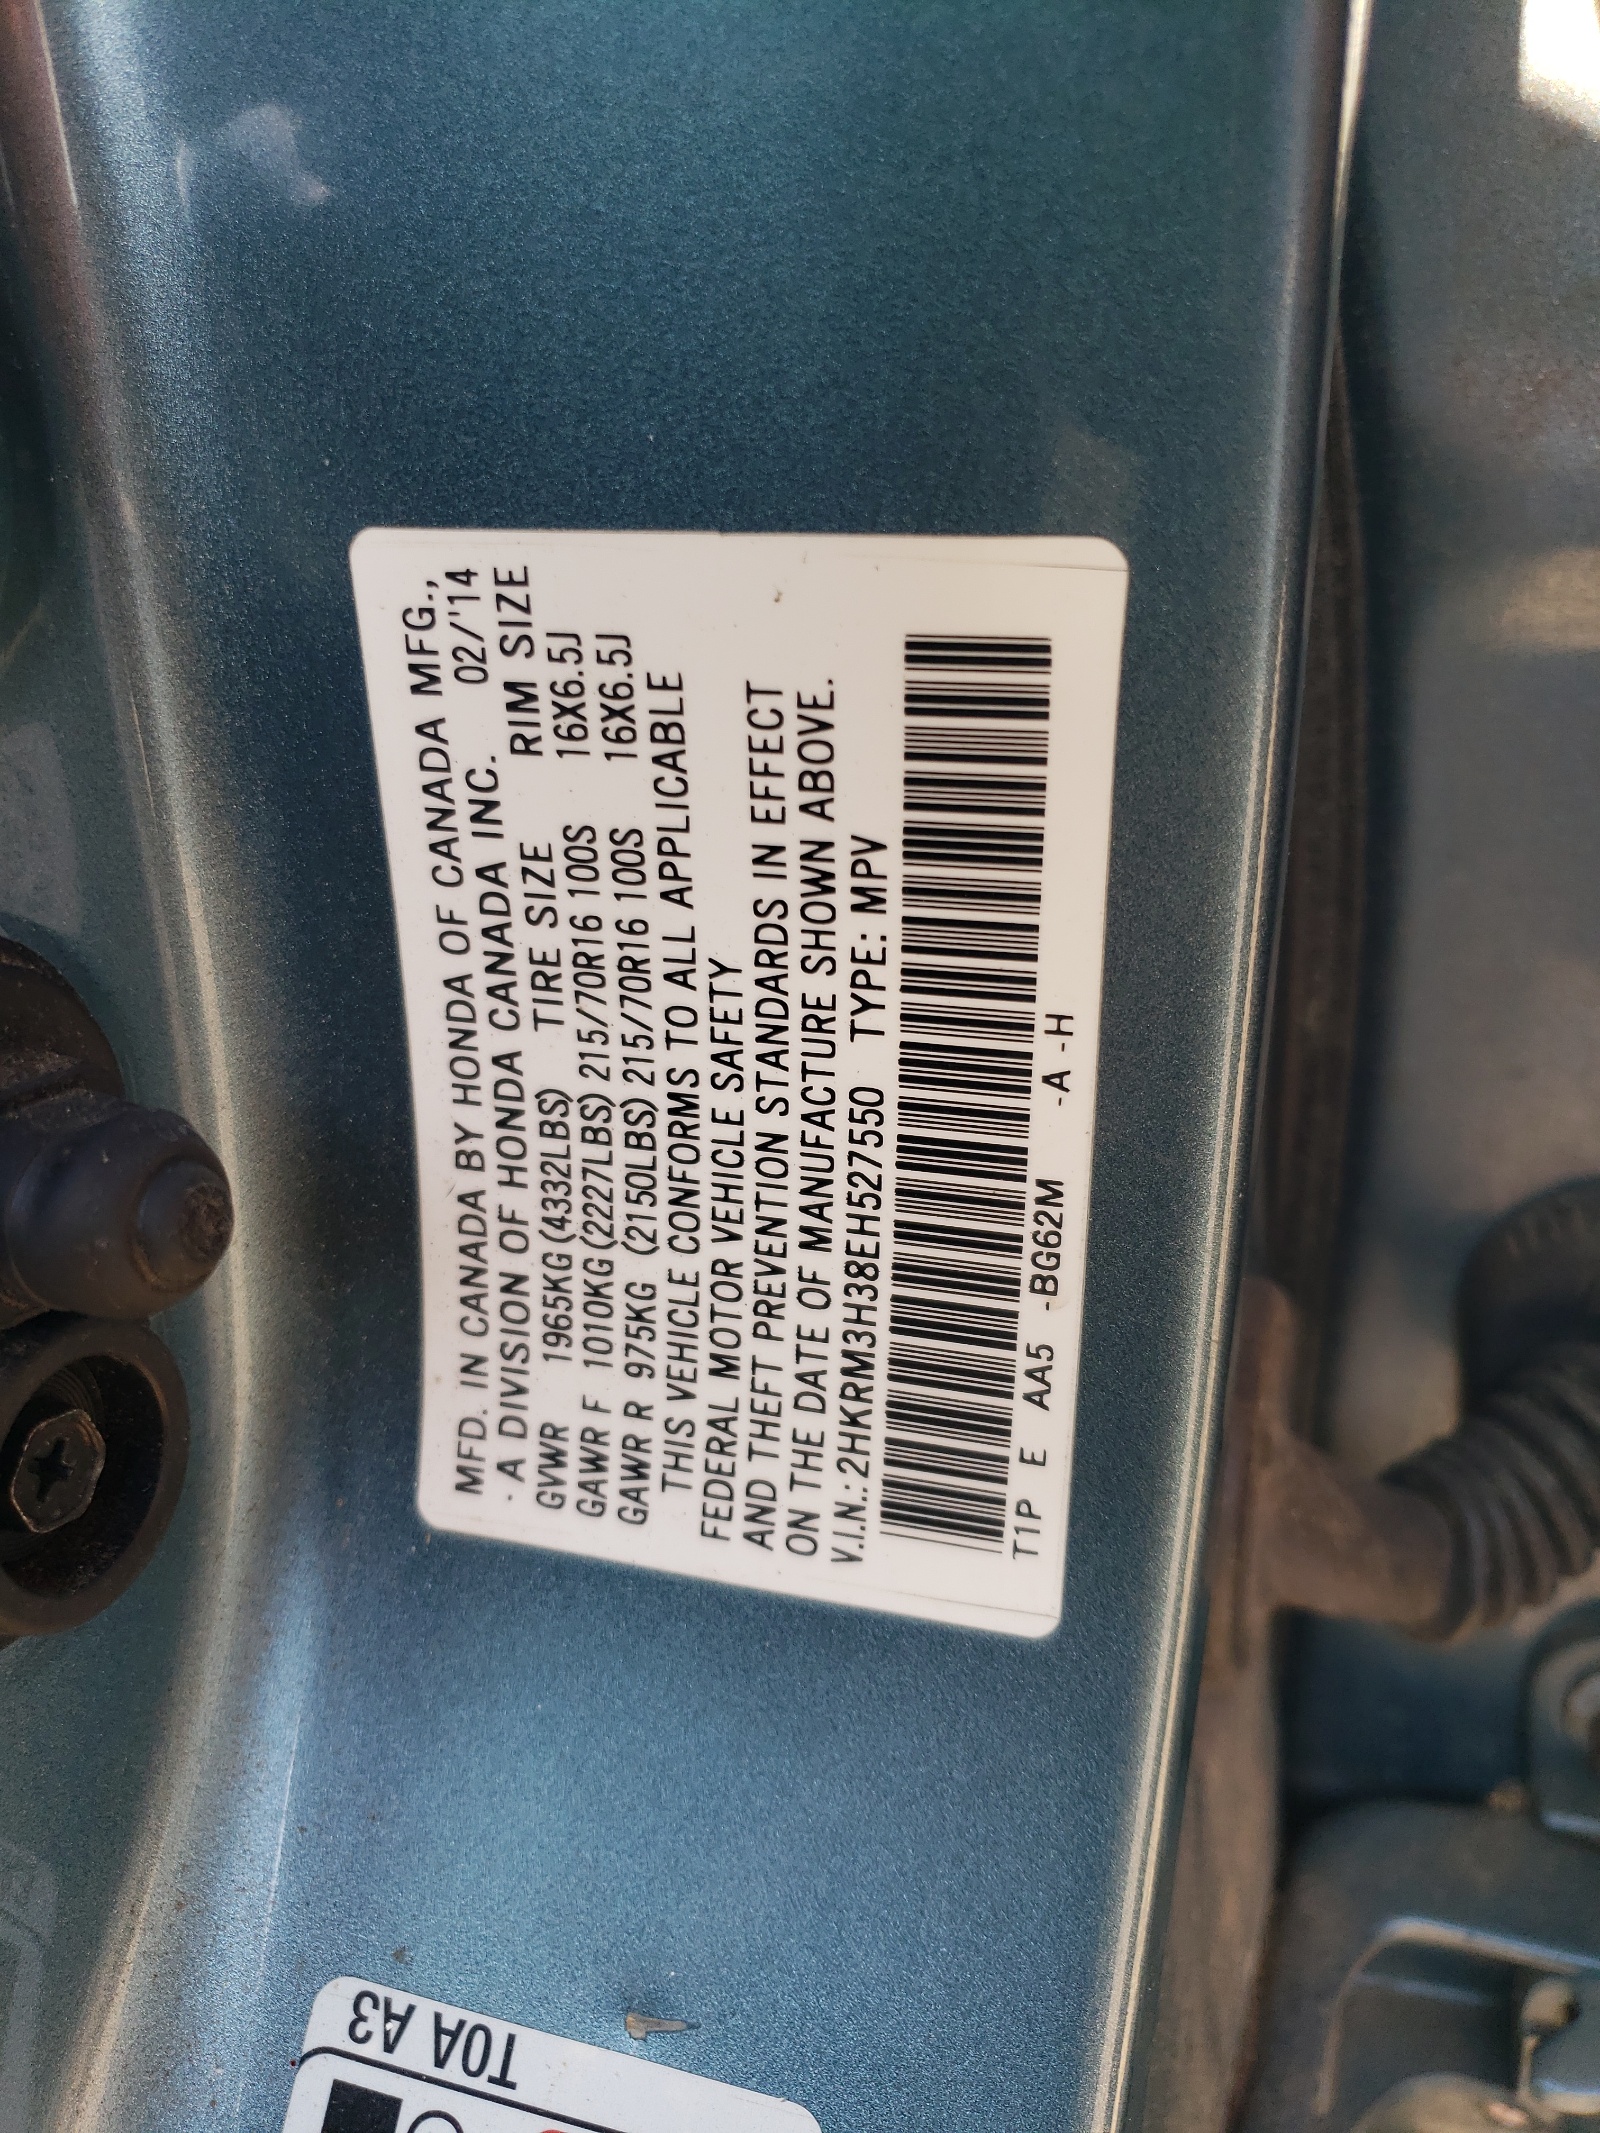 MFD. IN CANADA BY HONDA OF CANADA MFG.,
· A DIVISION OF HONDA CANADA INC. 02/'14
GVWR 1965KG (4332LBS) TIRE SIZE RIM SIZE
GAWR F 1010KG (2227LBS) 215/70R16 100S 16X6.5J
GAWR R 975KG (2150LBS) 215/70R16 100S 16X6.5J
THIS VEHICLE CONFORMS TO ALL APPLICABLE
FEDERAL MOTOR VEHICLE SAFETY
AND THEFT PREVENTION STANDARDS IN EFFECT
ON THE DATE OF MANUFACTURE SHOWN ABOVE.
V.I.N.: 2HKRM3H38EH527550 TYPE: MPV
T1P E AA5 -BG62M -A -H
T0A A3